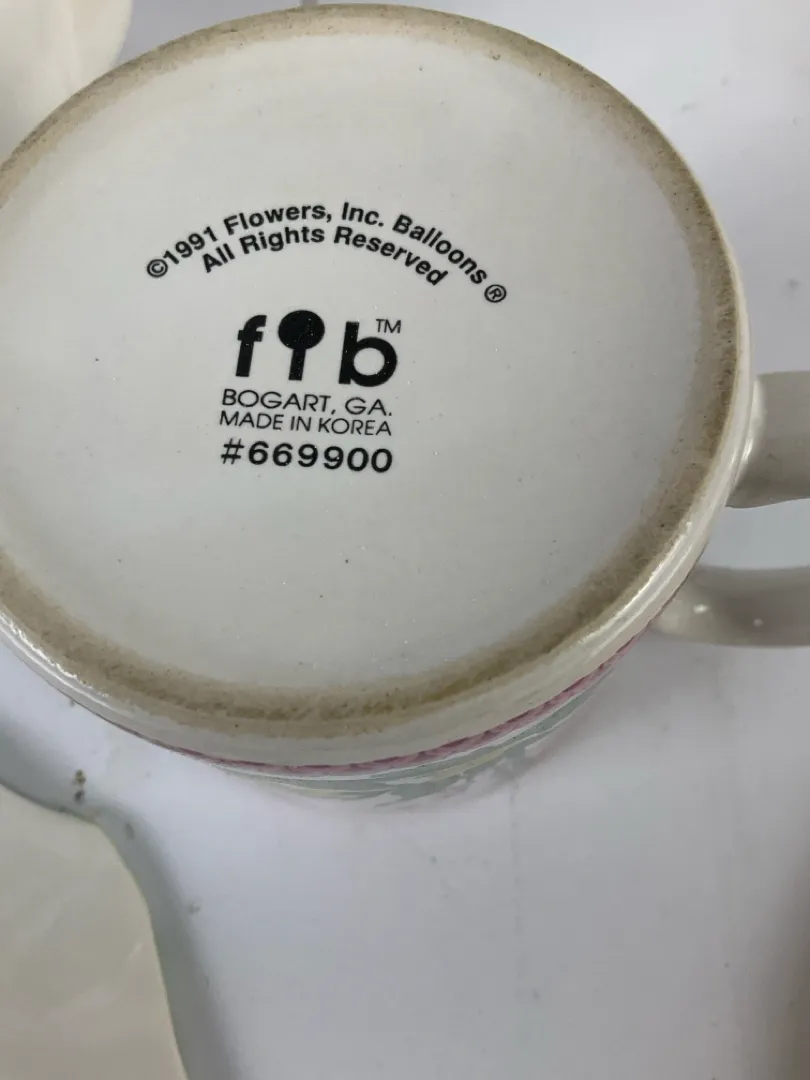 ©1991 Flowers, Inc. Balloons ®
All Rights Reserved
fib™
BOGART, GA.
MADE IN KOREA
#669900